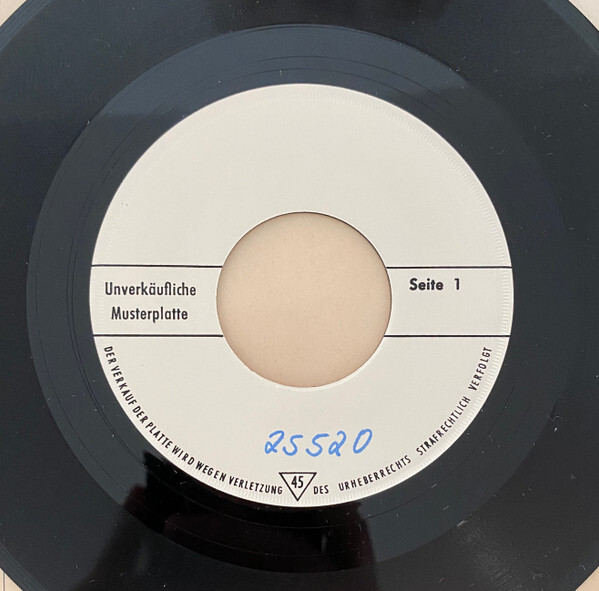 Unverkäufliche
Musterplatte
Seite 1
25520
DER VERKAUF DER PLATTE WIRD WEGEN VERLETZUNG DES URHEBERRECHTS STRAFRECHTLICH VERFOLGT
45